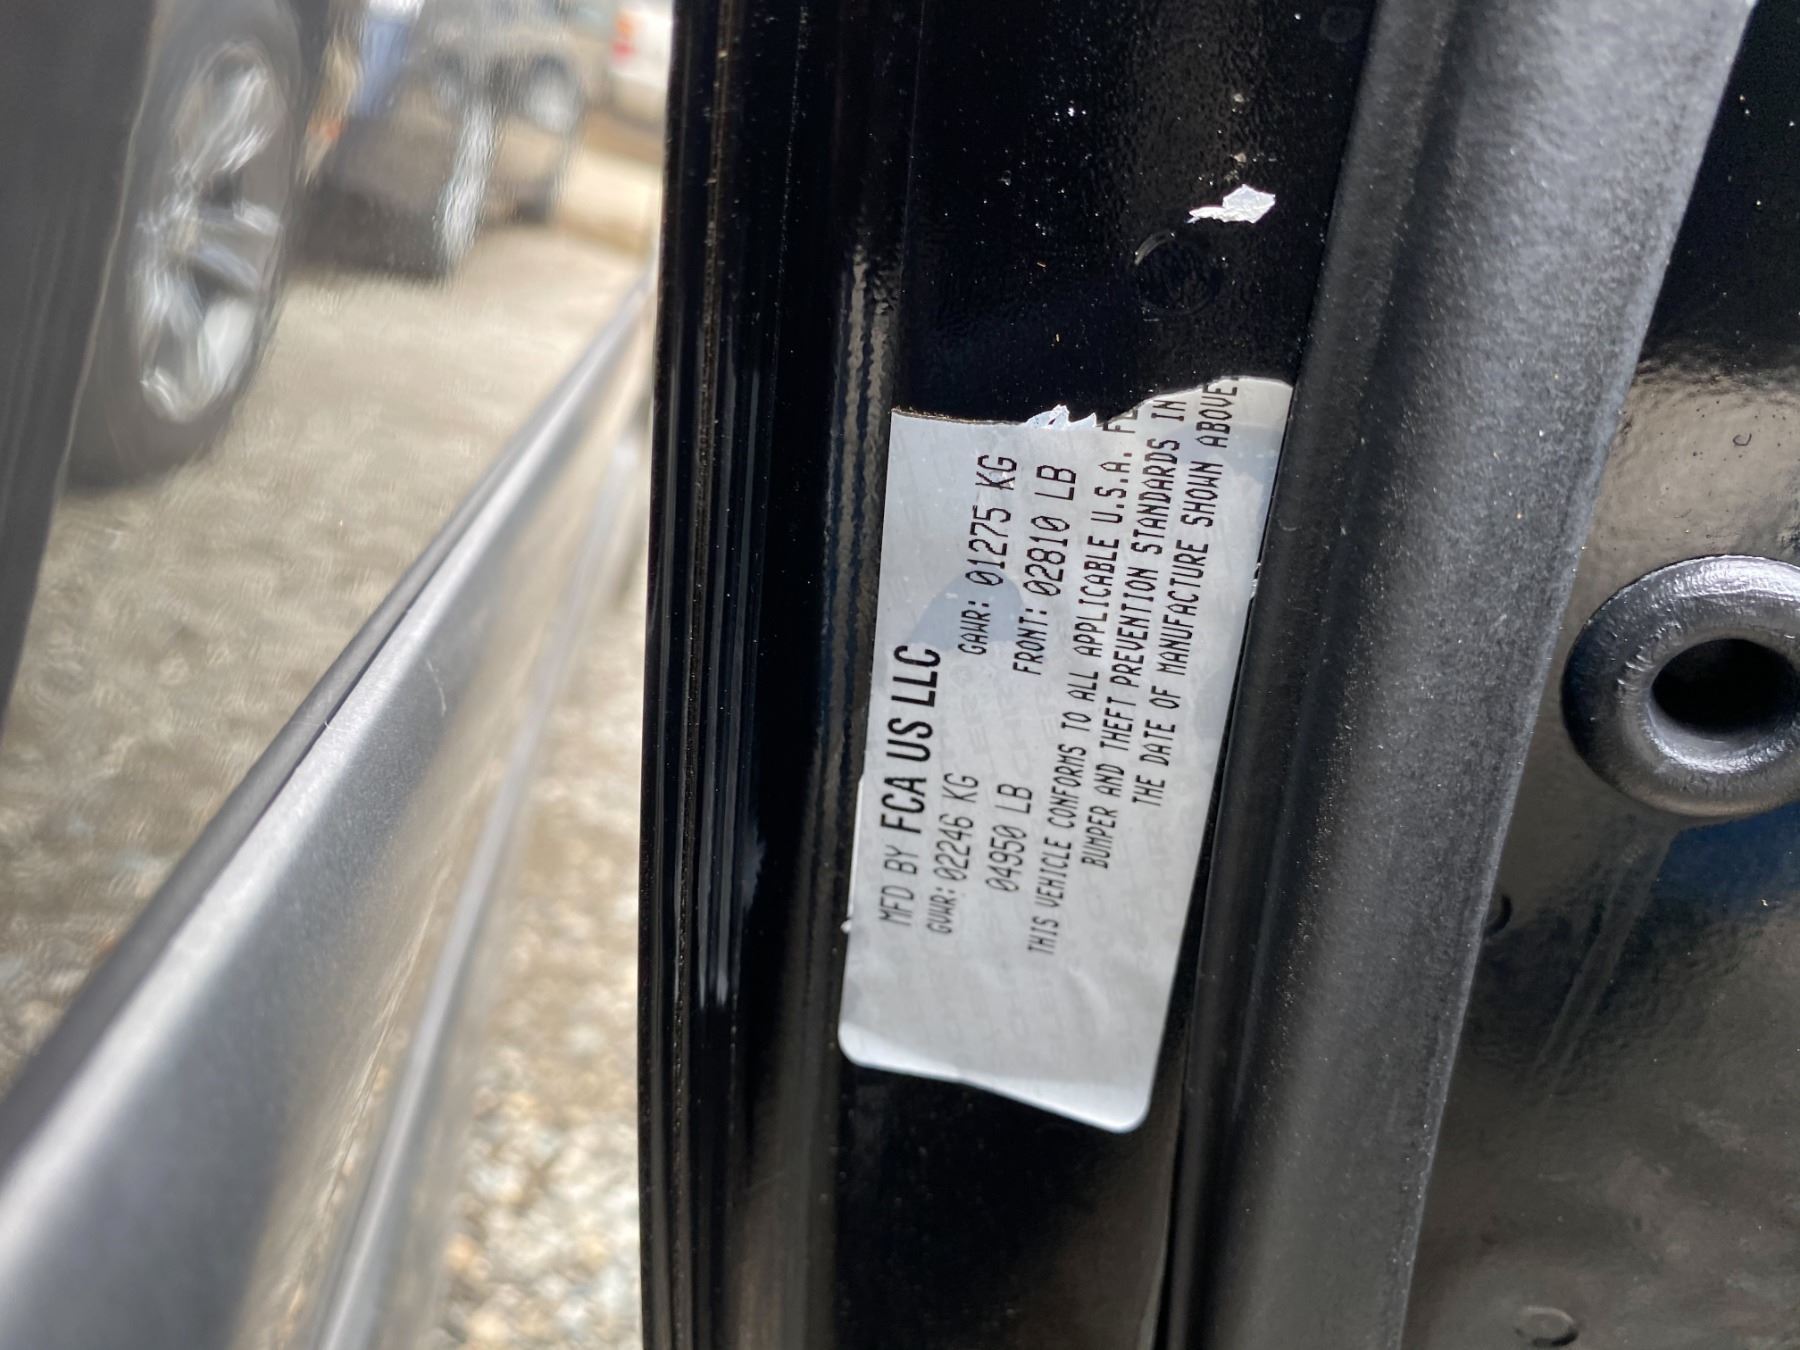 MFD BY FCA US LLC
GVWR: 02246 KG GAWR: 01275 KG
04950 LB FRONT: 02810 LB
THIS VEHICLE CONFORMS TO ALL APPLICABLE U.S.A.
BUMPER AND THEFT PREVENTION STANDARDS IN
THE DATE OF MANUFACTURE SHOWN ABOVE.